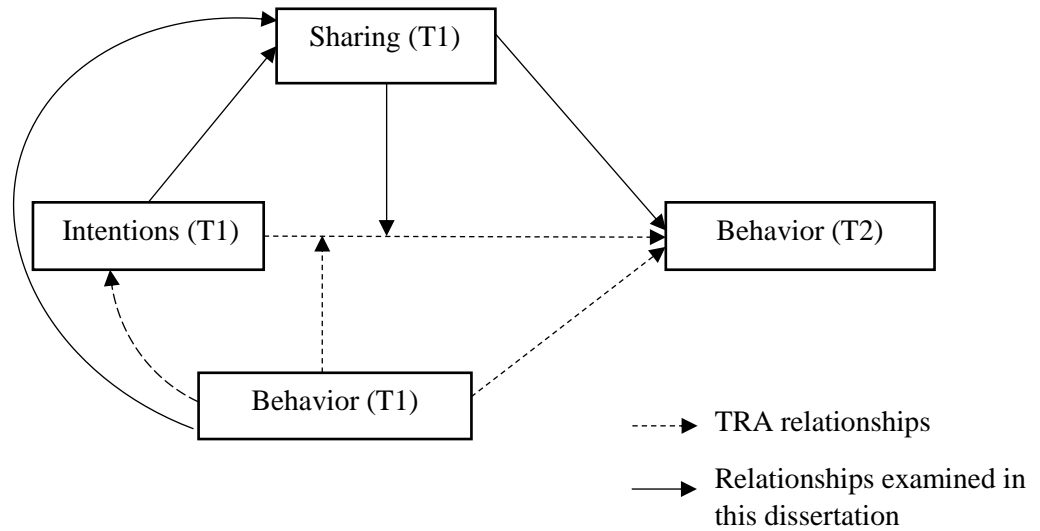 Sharing (T1)
Intentions (T1)
Behavior (T2)
Behavior (T1)
TRA relationships
Relationships examined in
this dissertation